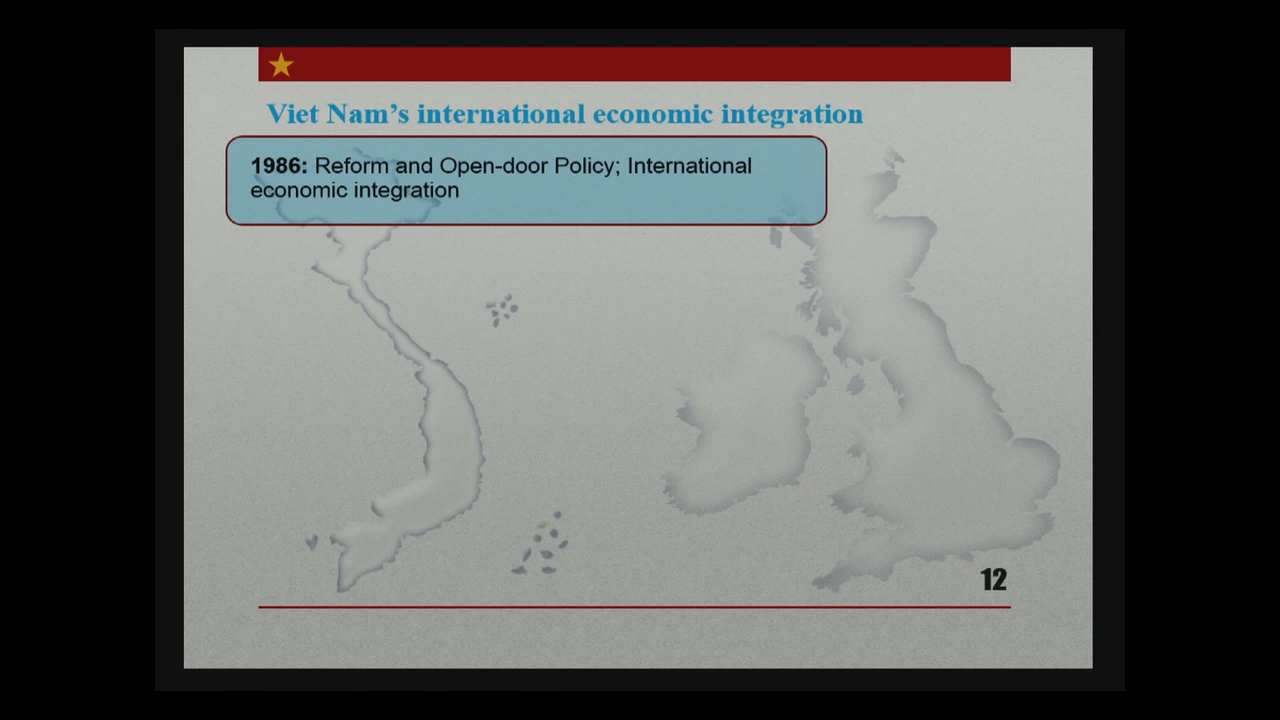 Viet Nam’s international economic integration
1986: Reform and Open-door Policy; International
economic integration
12